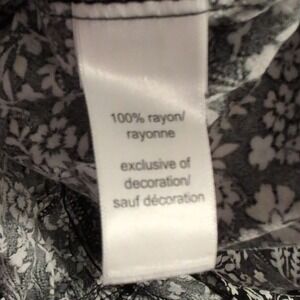 100% rayon/
rayonne
exclusive of
decoration/
sauf décoration